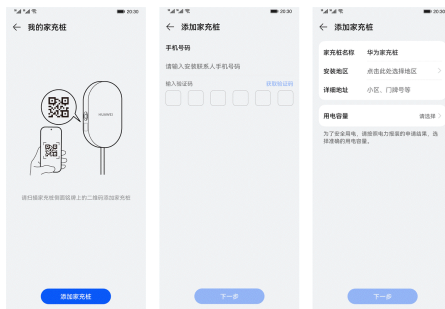 20:30
我的家充桩
HUAWEI
请扫描家充桩侧面铭牌上的二维码添加家充桩
添加家充桩
20:30
添加家充桩
手机号码
请输入安装联系人手机号码
输入验证码 获取验证码
下一步
20:30
添加家充桩
家充桩名称 华为家充桩
安装地区 点击此处选择地区
详细地址 小区、门牌号等
用电容量 请选择
为了安全用电，请按照电力报装的申请结果，选
择准确的用电容量。
下一步